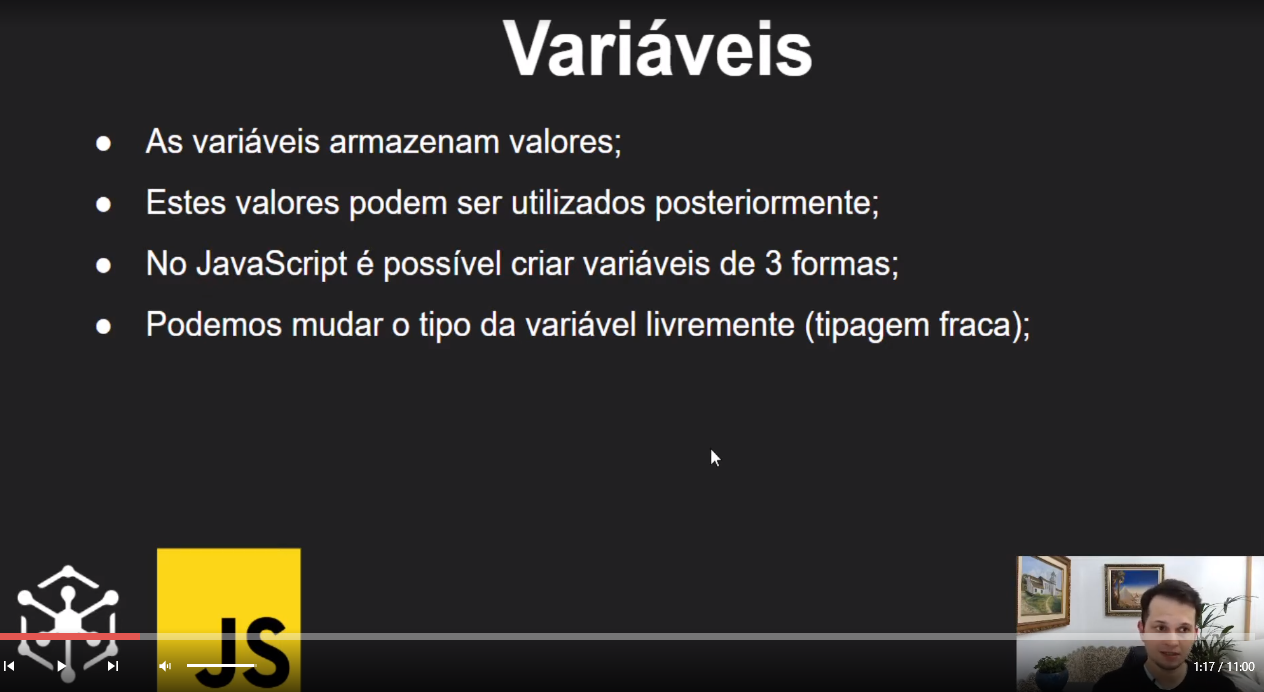 Variáveis
As variáveis armazenam valores;
Estes valores podem ser utilizados posteriormente;
No JavaScript é possível criar variáveis de 3 formas;
Podemos mudar o tipo da variável livremente (tipagem fraca);
JS
1:17 / 11:00